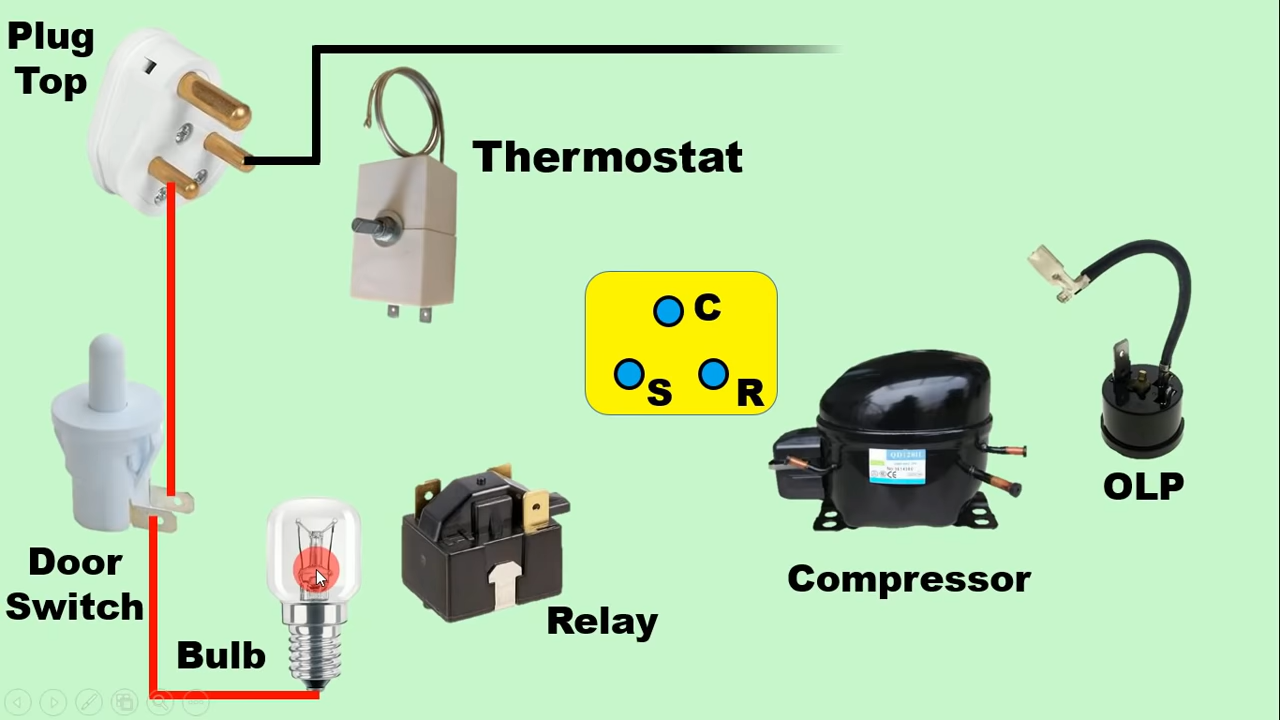 Plug
Top
Thermostat
C
S
R
OLP
Door
Switch
Bulb
Relay
Compressor